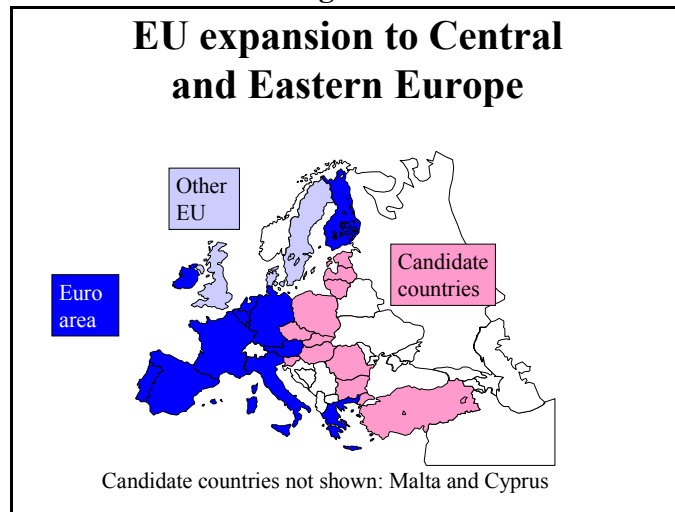 EU expansion to Central
and Eastern Europe
Other
EU
Candidate
countries
Euro
area
Candidate countries not shown: Malta and Cyprus